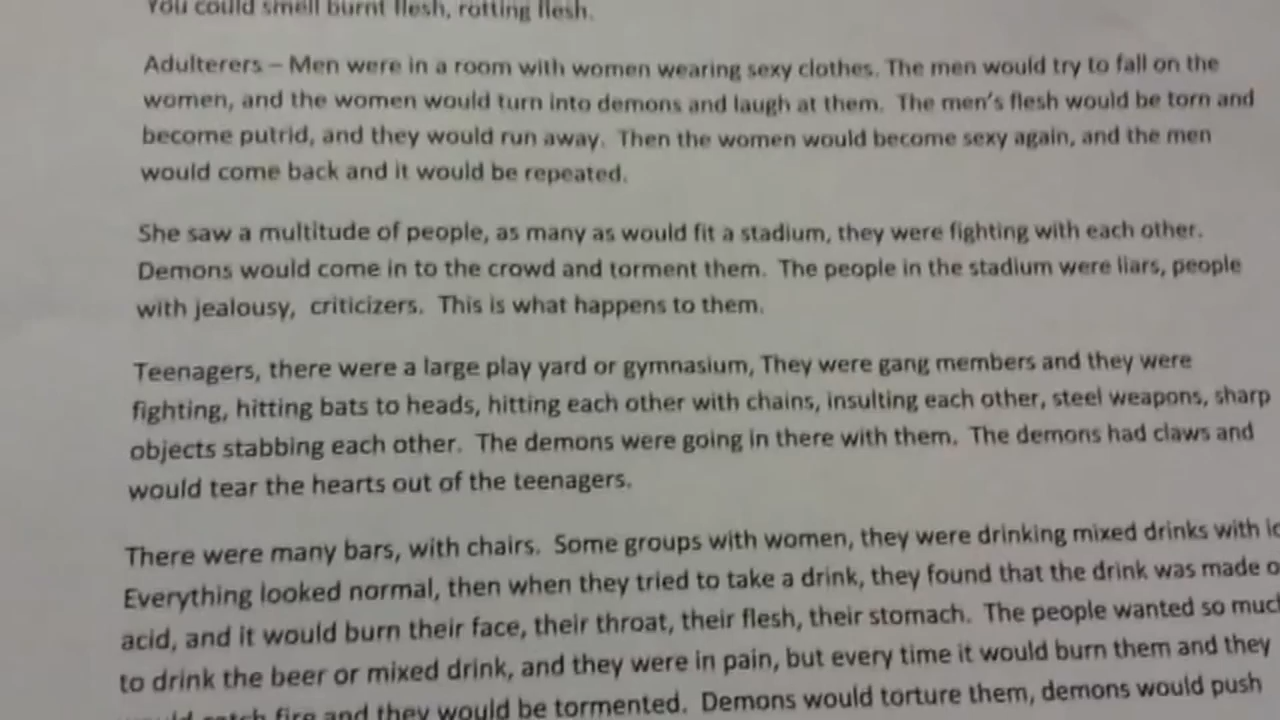 You could smell burnt flesh, rotting flesh.
Adulterers – Men were in a room with women wearing sexy clothes. The men would try to fall on the
women, and the women would turn into demons and laugh at them. The men's flesh would be torn and
become putrid, and they would run away. Then the women would become sexy again, and the men
would come back and it would be repeated.
She saw a multitude of people, as many as would fit a stadium, they were fighting with each other.
Demons would come in to the crowd and torment them. The people in the stadium were liars, people
with jealousy, criticizers. This is what happens to them.
Teenagers, there were a large play yard or gymnasium, They were gang members and they were
fighting, hitting bats to heads, hitting each other with chains, insulting each other, steel weapons, sharp
objects stabbing each other. The demons were going in there with them. The demons had claws and
would tear the hearts out of the teenagers.
There were many bars, with chairs. Some groups with women, they were drinking mixed drinks with
Everything looked normal, then when they tried to take a drink, they found that the drink was made
acid, and it would burn their face, their throat, their flesh, their stomach. The people wanted so
to drink the beer or mixed drink, and they were in pain, but every time it would burn them and they
would catch fire and they would be tormented. Demons would torture them, demons would push